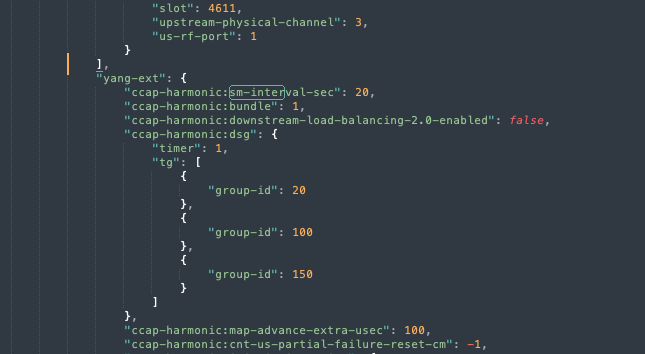 "slot": 4611,
"upstream-physical-channel": 3,
"us-rf-port": 1
}
],
"yang-ext": {
"ccap-harmonic:sm-interval-sec": 20,
"ccap-harmonic:bundle": 1,
"ccap-harmonic:downstream-load-balancing-2.0-enabled": false,
"ccap-harmonic:dsg": {
"timer": 1,
"tg": [
{
"group-id": 20
},
{
"group-id": 100
},
{
"group-id": 150
}
]
},
"ccap-harmonic:map-advance-extra-usec": 100,
"ccap-harmonic:cnt-us-partial-failure-reset-cm": -1,